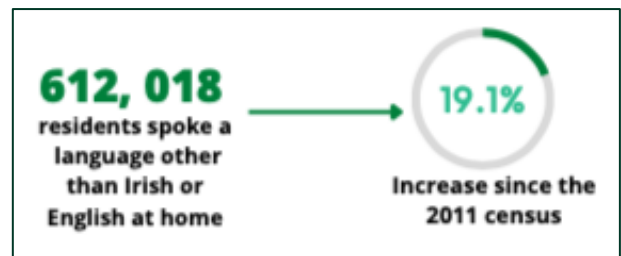 612, 018
residents spoke a
language other
than Irish or
English at home
19.1%
Increase since the
2011 census